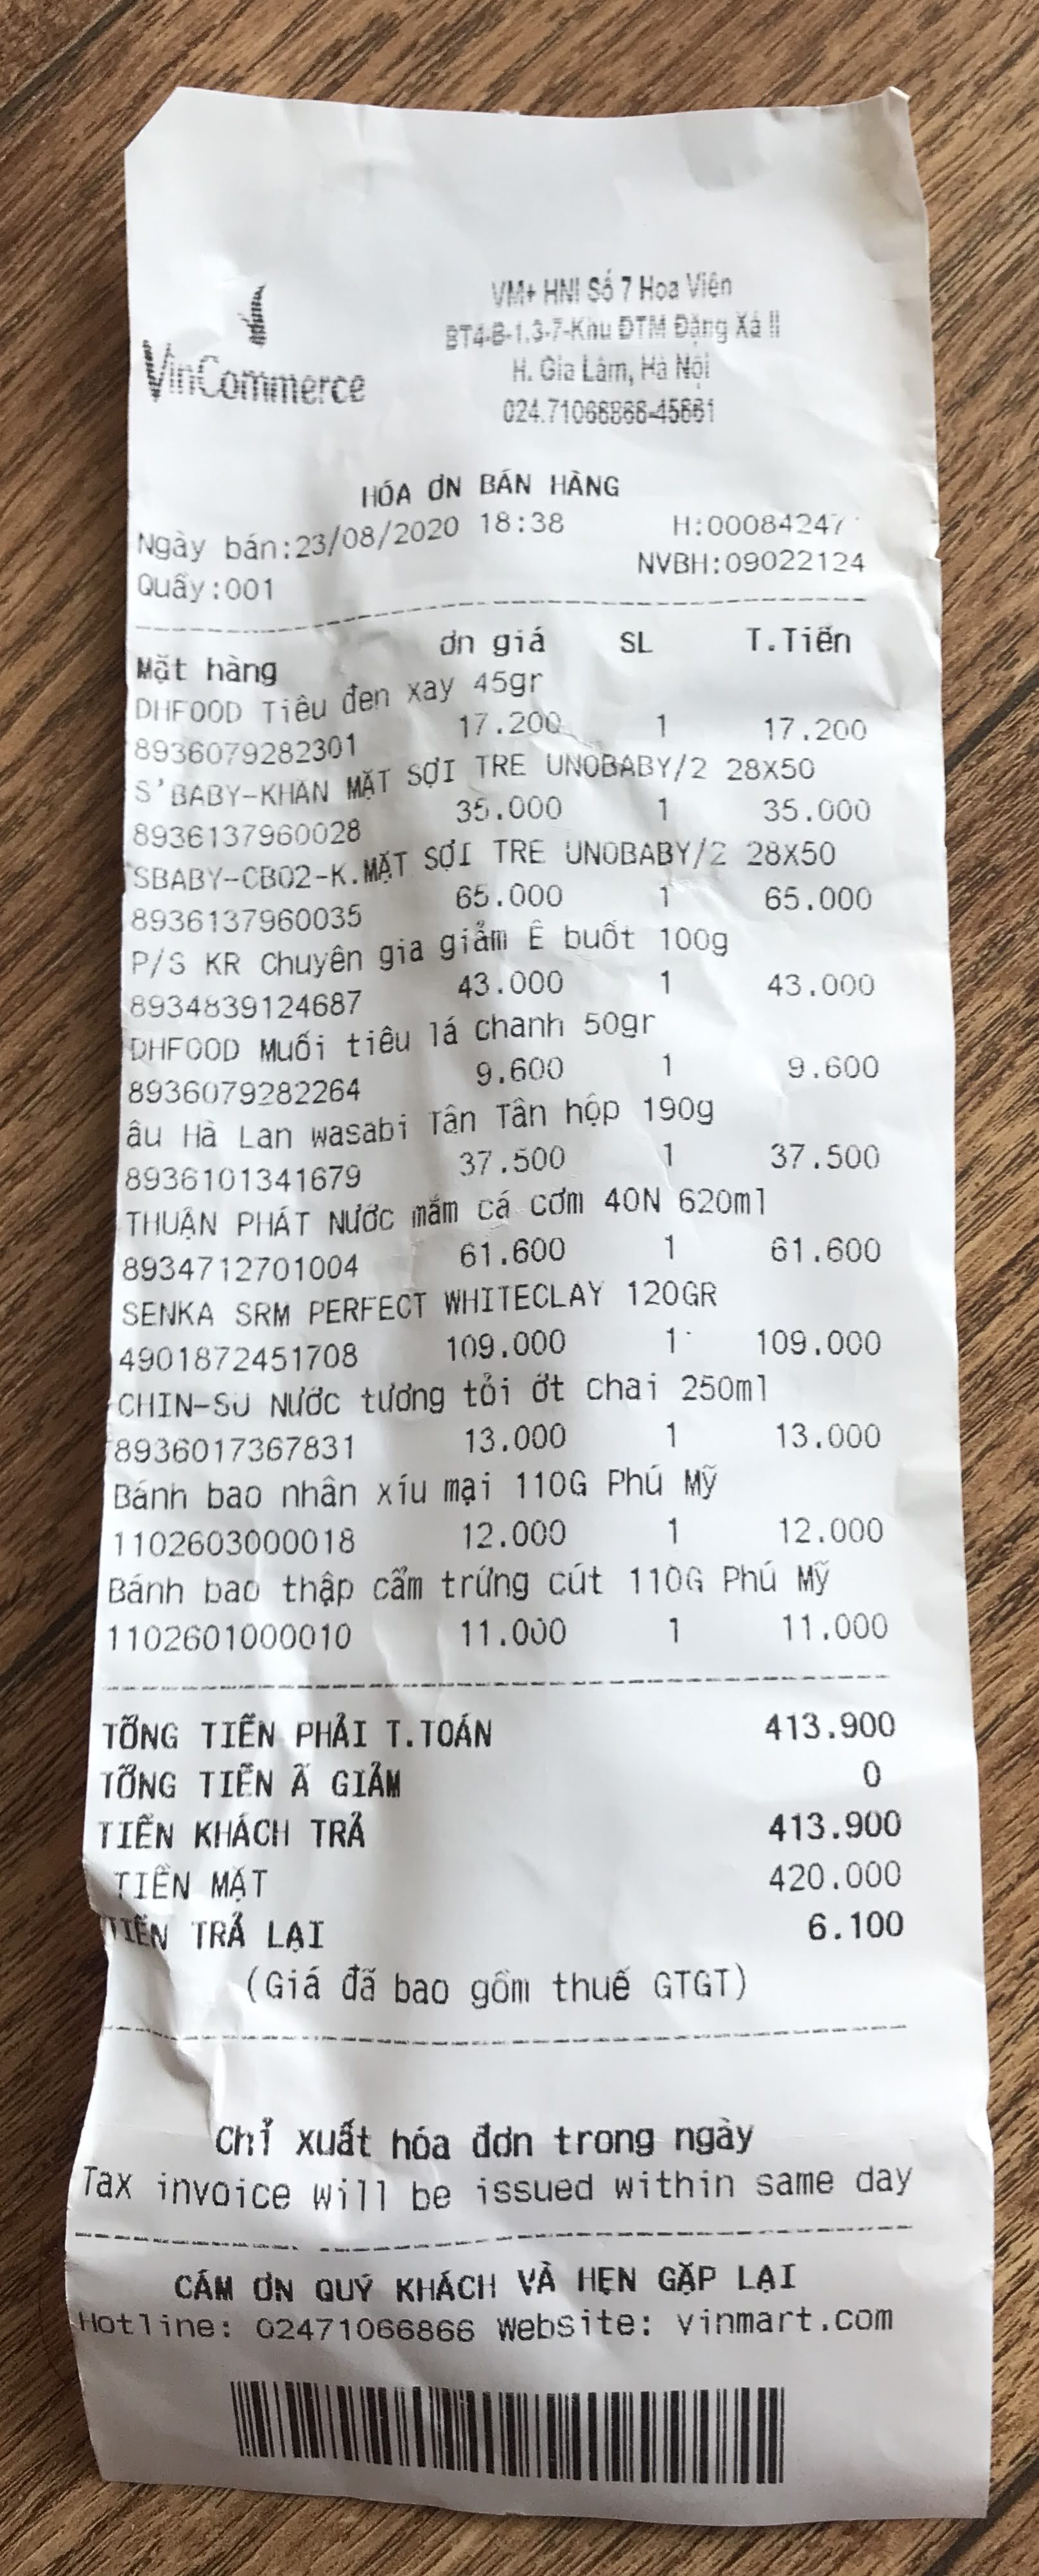 VinCommerce
VM+ HNI Số 7 Hoa Viên
BT4-B-1.3-7-Khu ĐTM Đặng Xá II
H. Gia Lâm, Hà Nội
024.71066866-45661
HÓA ƠN BÁN HÀNG
Ngày bán:23/08/2020 18:38 H:00084247
Quầy:001 NVBH:09022124
Mặt hàng ơn giá SL T.Tiền
DHFOOD Tiêu đen xay 45gr
8936079282301 17.200 1 17.200
S'BABY-KHĂN MẶT SỢI TRE UNOBABY/2 28X50
8936137960028 35.000 1 35.000
SBABY-CB02-K.MẶT SỢI TRE UNOBABY/2 28X50
8936137960035 65.000 1 65.000
P/S KR Chuyên gia giảm Ê buốt 100g
8934839124687 43.000 1 43.000
DHFOOD Muối tiêu lá chanh 50gr
8936079282264 9.600 1 9.600
âu Hà Lan wasabi Tân Tân hộp 190g
8936101341679 37.500 1 37.500
THUẬN PHÁT Nước mắm cá cơm 40N 620ml
8934712701004 61.600 1 61.600
SENKA SRM PERFECT WHITECLAY 120GR
4901872451708 109.000 1 109.000
CHIN-SU Nước tương tỏi ớt chai 250ml
8936017367831 13.000 1 13.000
Bánh bao nhân xíu mại 110G Phú Mỹ
1102603000018 12.000 1 12.000
Bánh bao thập cẩm trứng cút 110G Phú Mỹ
1102601000010 11.000 1 11.000
TỔNG TIỀN PHẢI T.TOÁN 413.900
TỔNG TIỀN Ã GIẢM 0
TIỀN KHÁCH TRẢ 413.900
TIỀN MẶT 420.000
TIỀN TRẢ LẠI 6.100
(Giá đã bao gồm thuế GTGT)
Chỉ xuất hóa đơn trong ngày
Tax invoice will be issued within same day
CẢM ƠN QUÝ KHÁCH VÀ HẸN GẶP LẠI
Hotline: 02471066866 Website: vinmart.com